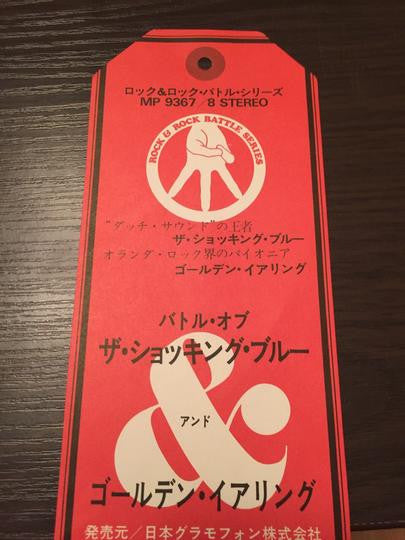 ロック&ロック・バトル・シリーズ
MP 9367/8 STEREO
ROCK & ROCK BATTLE SERIES
“ダッチ・サウンド”の王者
ザ・ショッキング・ブルー
オランダ・ロック界のパイオニア
ゴールデン・イアリング
バトル・オブ
ザ・ショッキング・ブルー
&
アンド
ゴールデン・イアリング
発売元/日本グラモフォン株式会社